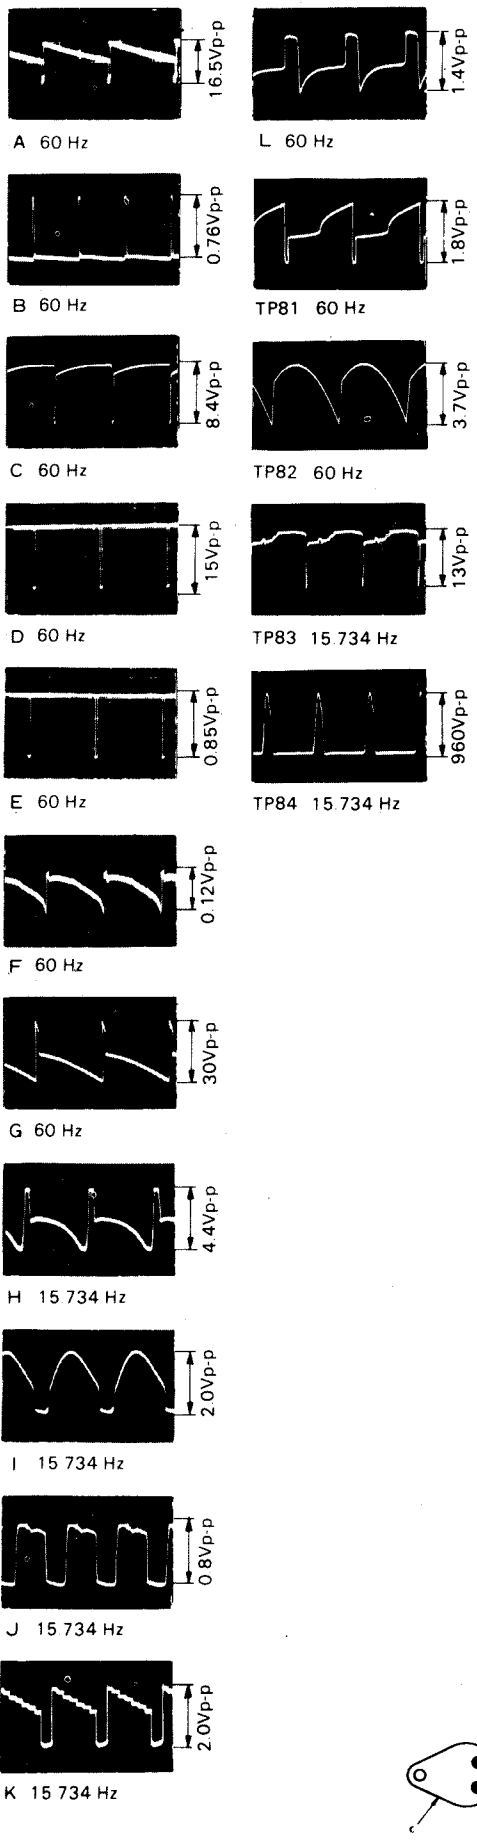 16.5Vp-p
A 60 Hz
0.76Vp-p
B 60 Hz
8.4Vp-p
C 60 Hz
15Vp-p
D 60 Hz
0.85Vp-p
E 60 Hz
0.12Vp-p
F 60 Hz
30Vp-p
G 60 Hz
4.4Vp-p
H 15.734 Hz
2.0Vp-p
I 15 734 Hz
0.8Vp-p
J 15.734 Hz
2.0Vp-p
K 15 734 Hz
1.4Vp-p
L 60 Hz
1.8Vp-p
TP81 60 Hz
3.7Vp-p
TP82 60 Hz
13Vp-p
TP83 15.734 Hz
960Vp-p
TP84 15.734 Hz